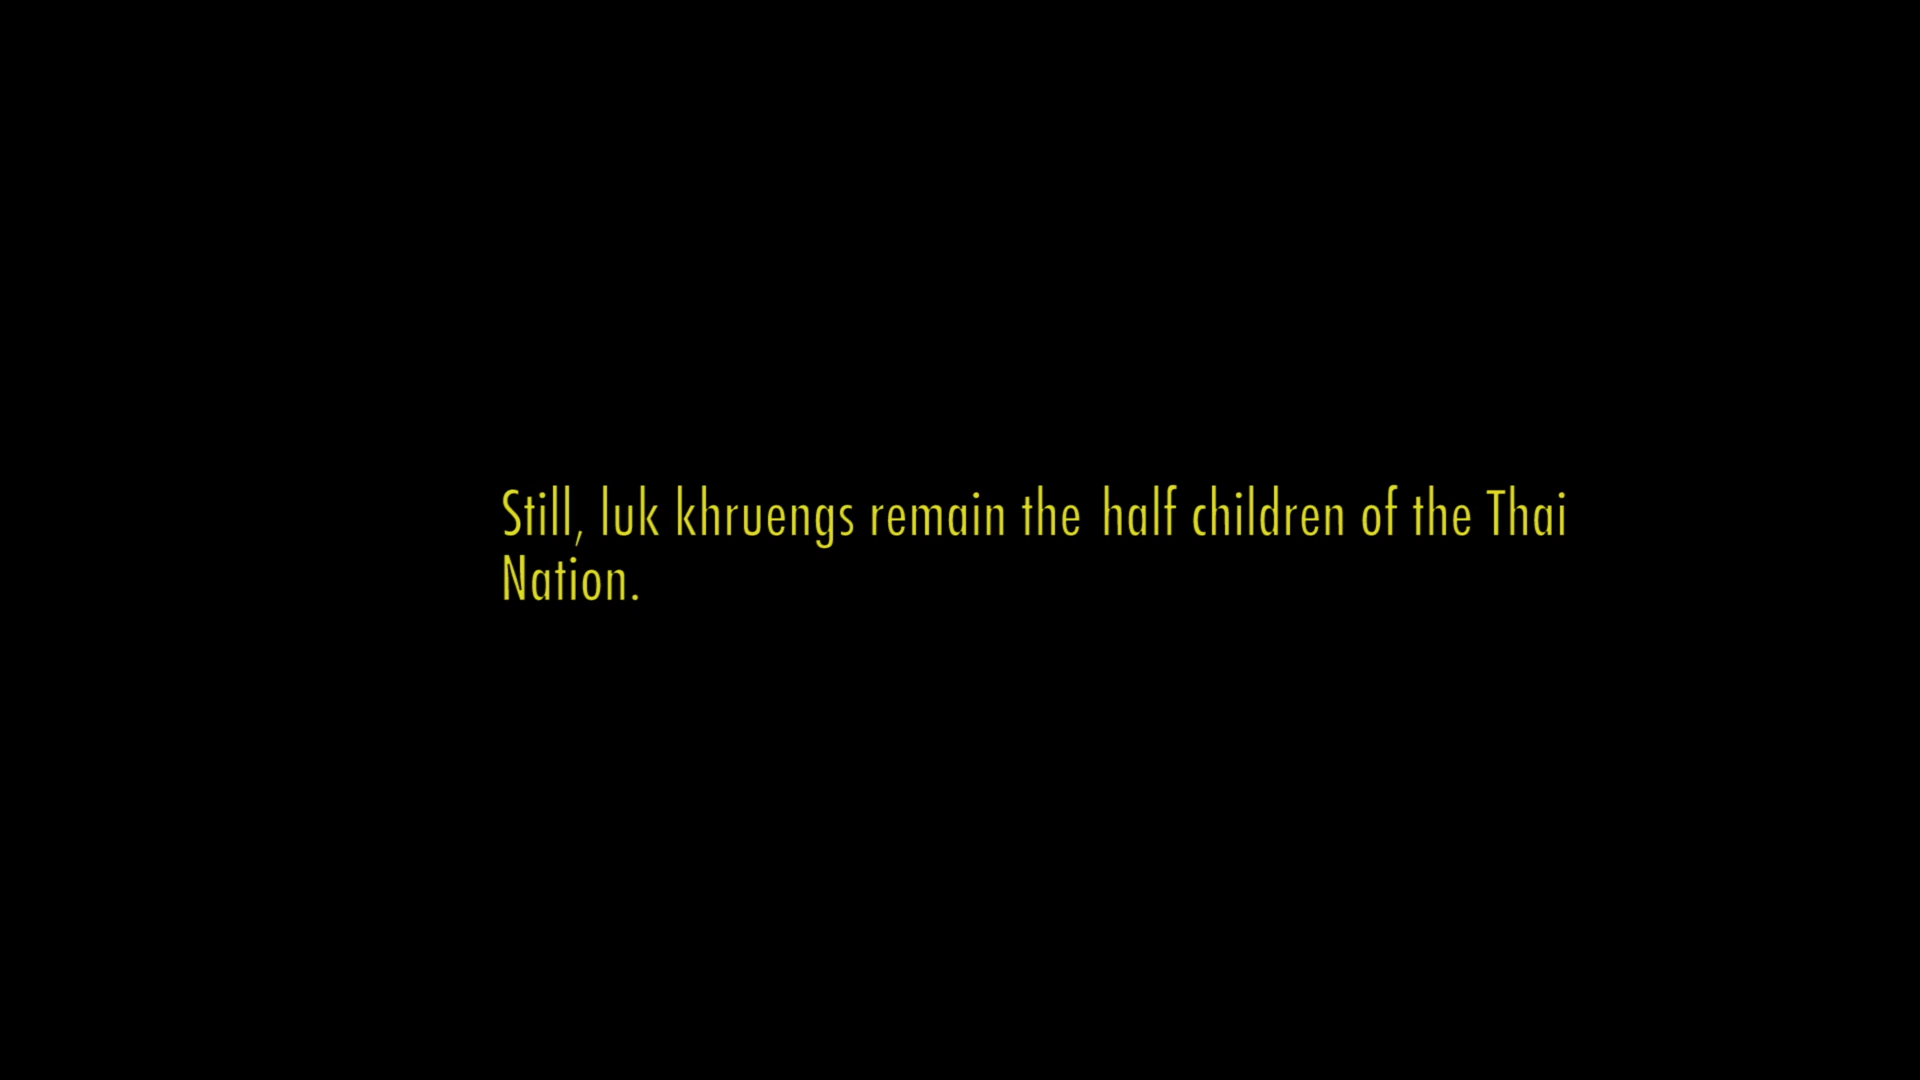 Still, luk khruengs remain the half children of the Thai
Nation.